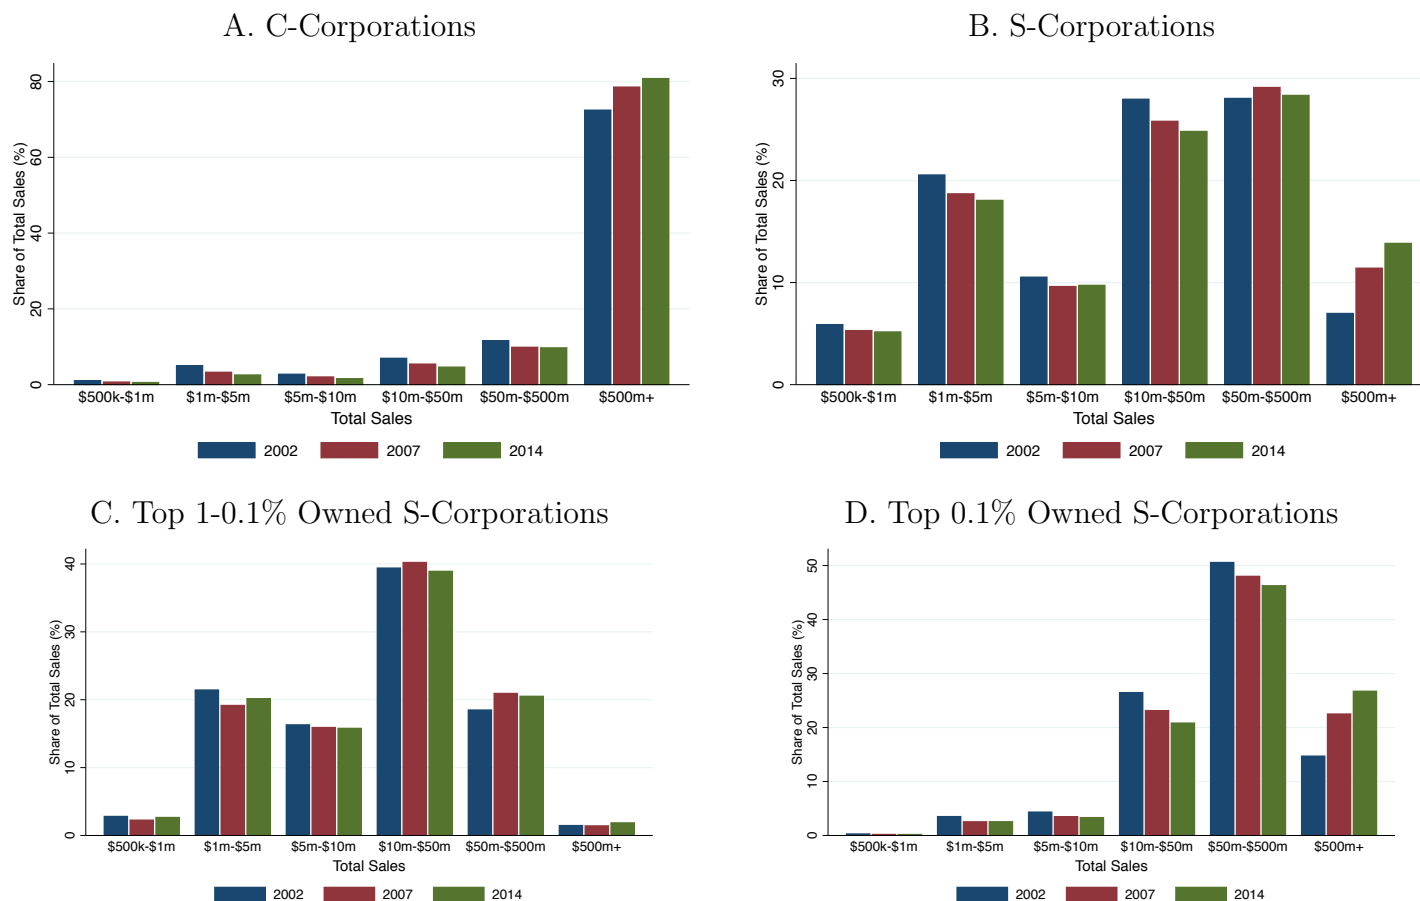 A. C-Corporations
Share of Total Sales (%)
80
60
40
20
0
$500k-$1m $1m-$5m $5m-$10m $10m-$50m $50m-$500m $500m+
Total Sales
2002 2007 2014
B. S-Corporations
Share of Total Sales (%)
30
20
10
0
$500k-$1m $1m-$5m $5m-$10m $10m-$50m $50m-$500m $500m+
Total Sales
2002 2007 2014
C. Top 1-0.1% Owned S-Corporations
Share of Total Sales (%)
40
30
20
10
0
$500k-$1m $1m-$5m $5m-$10m $10m-$50m $50m-$500m $500m+
Total Sales
2002 2007 2014
D. Top 0.1% Owned S-Corporations
Share of Total Sales (%)
50
40
30
20
10
0
$500k-$1m $1m-$5m $5m-$10m $10m-$50m $50m-$500m $500m+
Total Sales
2002 2007 2014